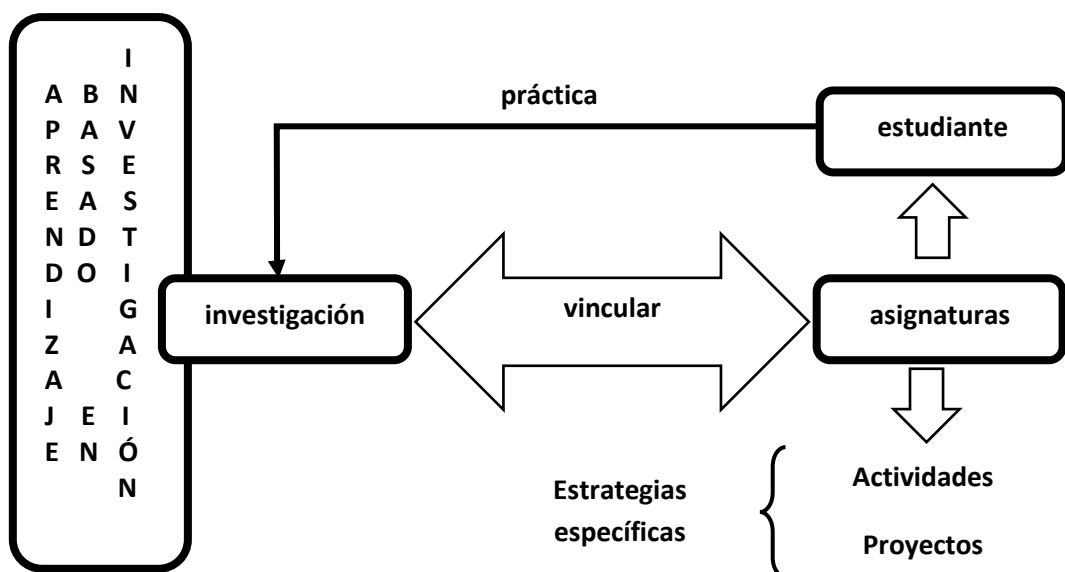 APRENDIZAJE
BASADO EN
INVESTIGACIÓN
práctica
estudiante
investigación
vincular
asignaturas
Estrategias
específicas
Actividades
Proyectos